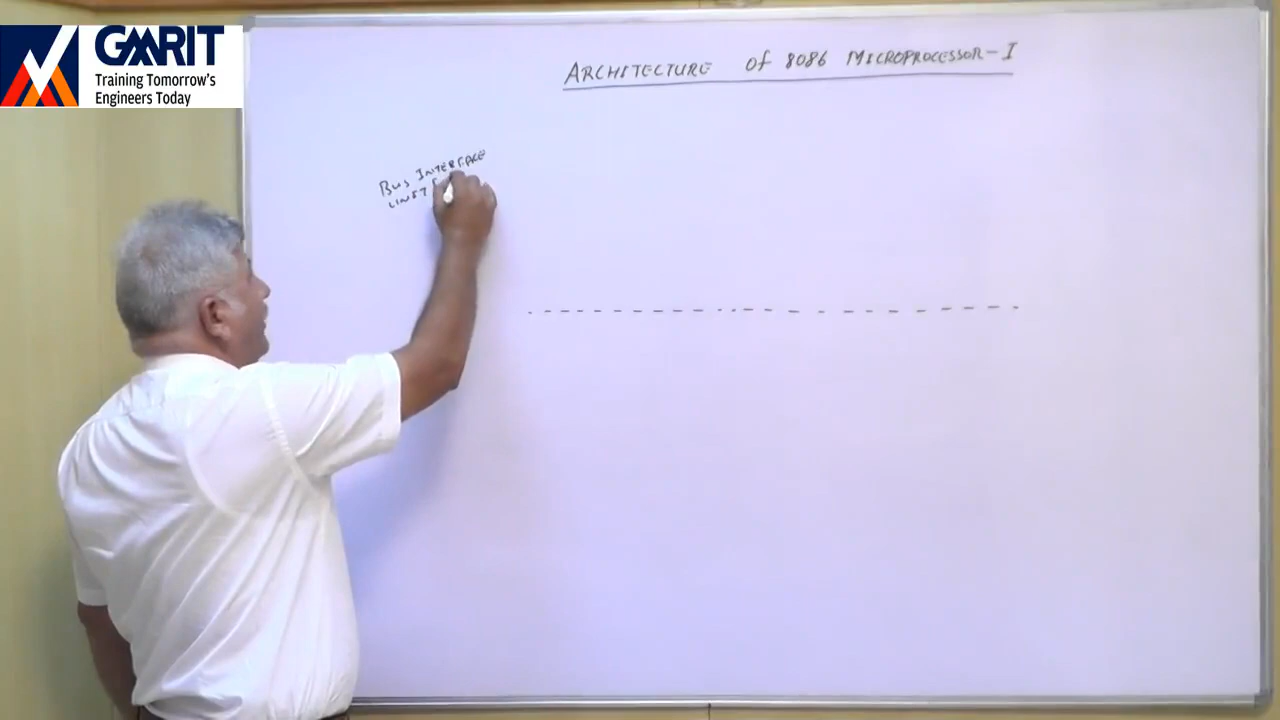 GMRIT
Training Tomorrow's
Engineers Today
ARCHITECTURE of 8086 MICROPROCESSOR-I
BUS INTERFACE
UNIT